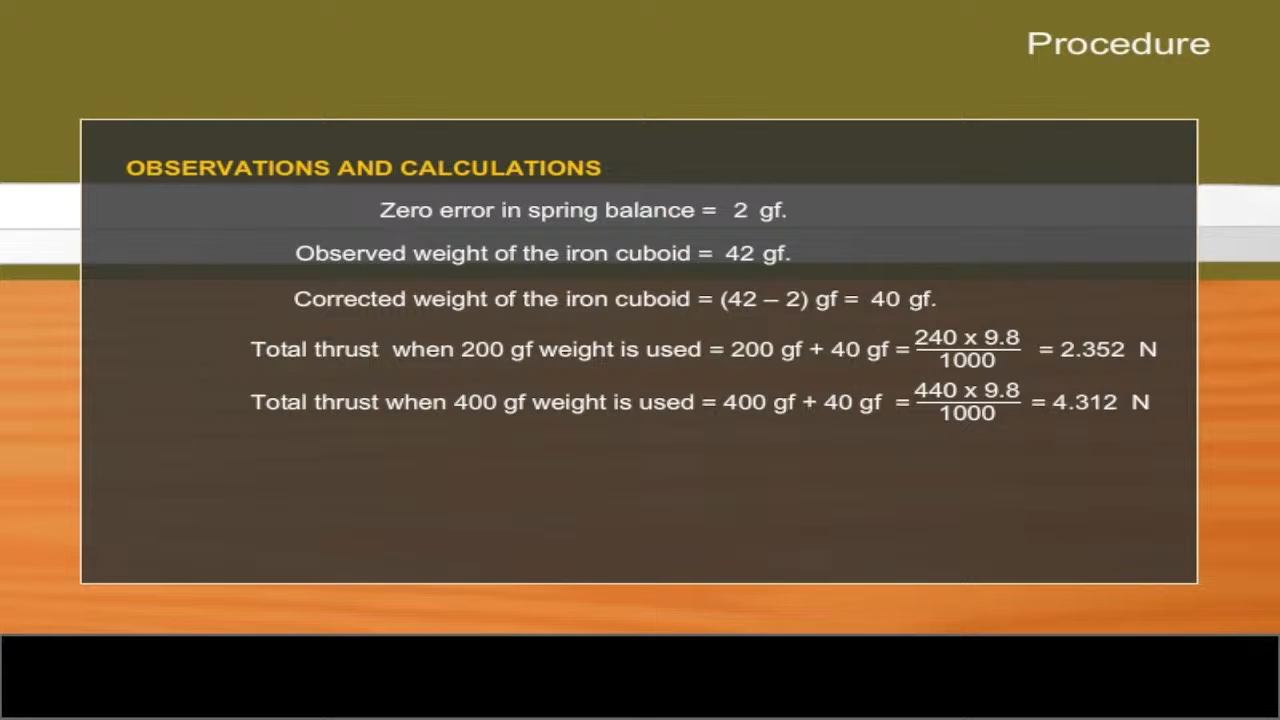 Procedure
OBSERVATIONS AND CALCULATIONS
Zero error in spring balance = 2 gf.
Observed weight of the iron cuboid = 42 gf.
Corrected weight of the iron cuboid = (42 – 2) gf = 40 gf.
Total thrust when 200 gf weight is used = 200 gf + 40 gf = 240 x 9.8 / 1000 = 2.352 N
Total thrust when 400 gf weight is used = 400 gf + 40 gf = 440 x 9.8 / 1000 = 4.312 N